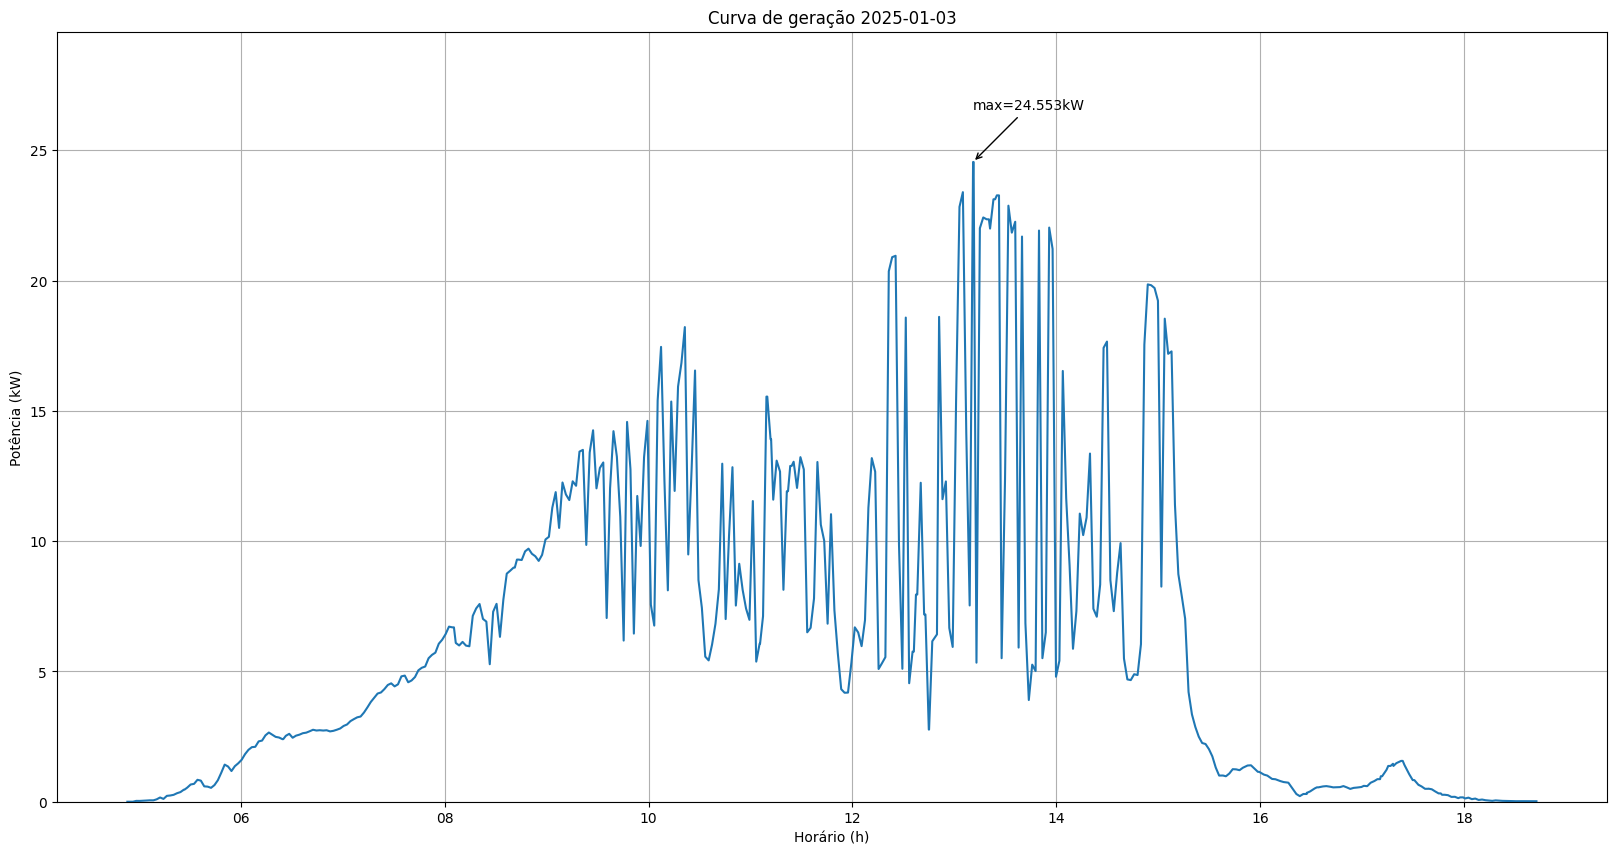 Curva de geração 2025-01-03
max=24.553kW
25
20
15
10
5
0
Potência (kW)
06 08 10 12 14 16 18
Horário (h)